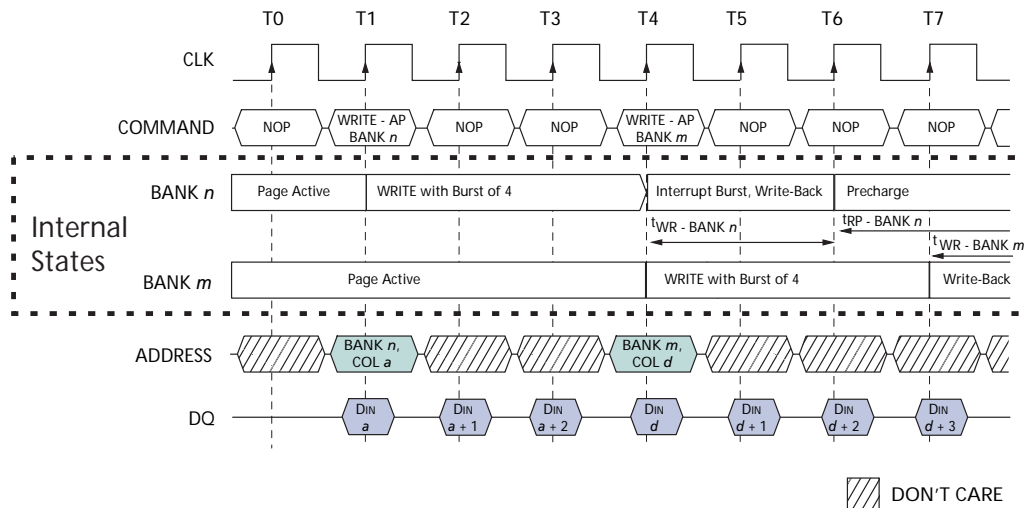 T0 T1 T2 T3 T4 T5 T6 T7
CLK
COMMAND NOP WRITE - AP BANK n NOP NOP WRITE - AP BANK m NOP NOP NOP
Internal States
BANK n Page Active WRITE with Burst of 4 Interrupt Burst, Write-Back Precharge
tWR - BANK n tRP - BANK n
tWR - BANK m
BANK m Page Active WRITE with Burst of 4 Write-Back
ADDRESS BANK n, COL a BANK m, COL d
DQ DIN a DIN a + 1 DIN a + 2 DIN d DIN d + 1 DIN d + 2 DIN d + 3
DON'T CARE